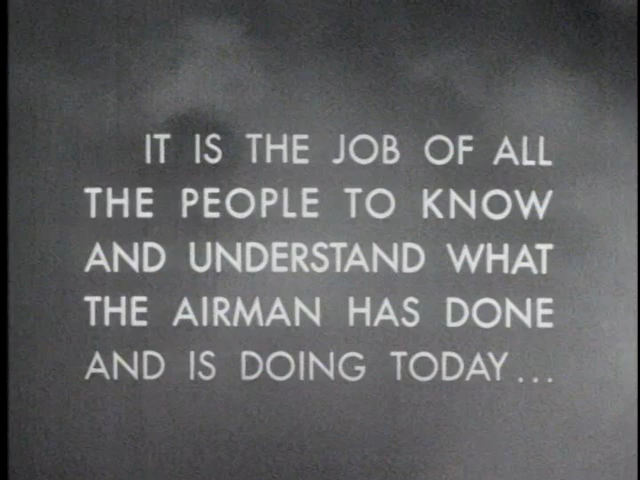 IT IS THE JOB OF ALL
THE PEOPLE TO KNOW
AND UNDERSTAND WHAT
THE AIRMAN HAS DONE
AND IS DOING TODAY...